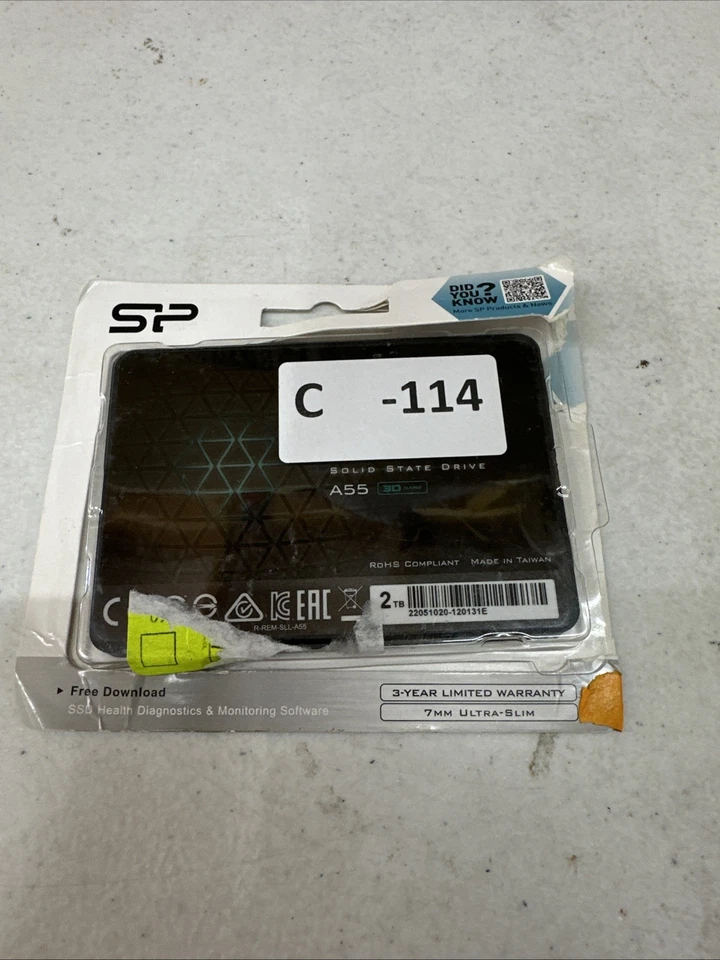 SP
DID
YOU ?
KNOW
More SP Products & News
C -114
SOLID STATE DRIVE
A55 3D NAND
ROHS COMPLIANT MADE IN TAIWAN
EAC
2TB
22051020-120131E
R-REM-SLL-A55
Free Download
SSD Health Diagnostics & Monitoring Software
3-YEAR LIMITED WARRANTY
7MM ULTRA-SLIM